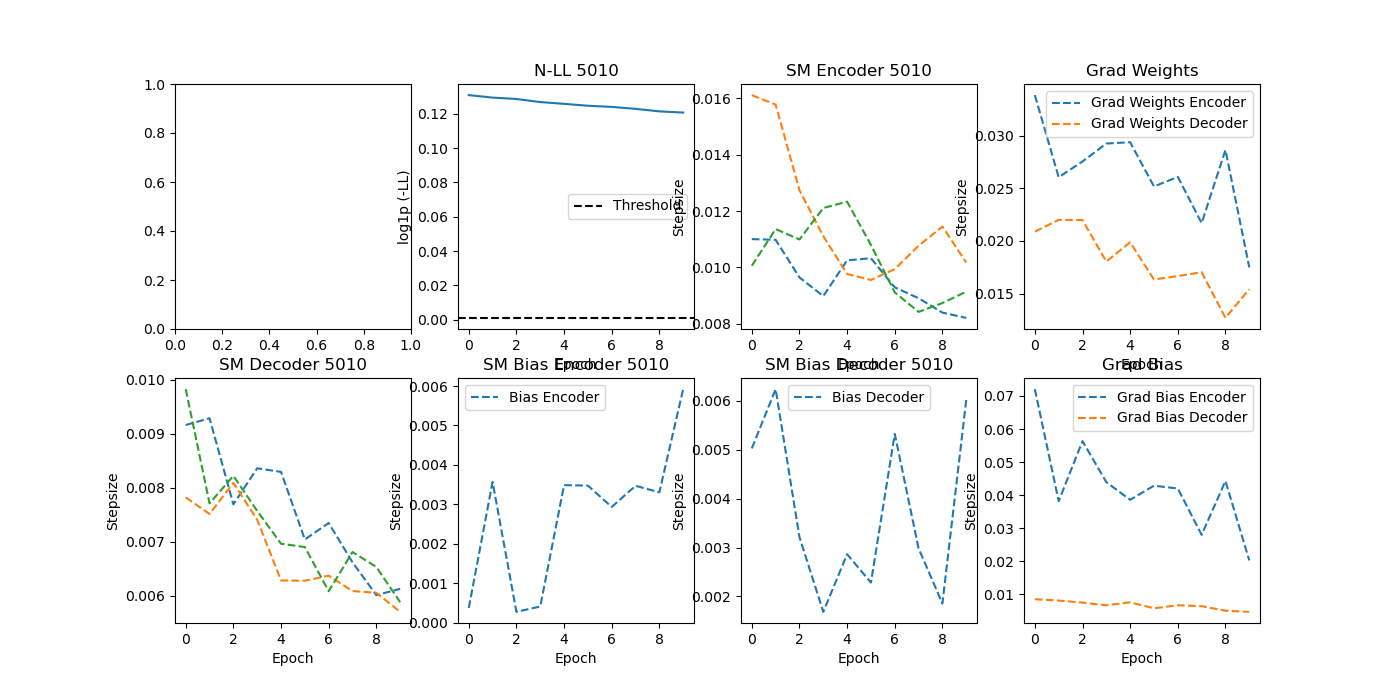 N-LL 5010
SM Encoder 5010
Grad Weights
1.0
0.8
0.6
0.4
0.2
0.0
0.0 0.2 0.4 0.6 0.8 1.0
log1p (-LL)
0.12
0.10
0.08
0.06
0.04
0.02
0.00
Threshold
0 2 4 6 8
Epoch
Stepsize
0.016
0.014
0.012
0.010
0.008
0 2 4 6 8
Epoch
Stepsize
0.030
0.025
0.020
0.015
Grad Weights Encoder
Grad Weights Decoder
0 2 4 6 8
Epoch
SM Decoder 5010
SM Bias Encoder 5010
SM Bias Decoder 5010
Grad Bias
Stepsize
0.010
0.009
0.008
0.007
0.006
0 2 4 6 8
Epoch
Stepsize
0.006
0.005
0.004
0.003
0.002
0.001
0.000
Bias Encoder
0 2 4 6 8
Epoch
Stepsize
0.006
0.005
0.004
0.003
0.002
Bias Decoder
0 2 4 6 8
Epoch
Stepsize
0.07
0.06
0.05
0.04
0.03
0.02
0.01
Grad Bias Encoder
Grad Bias Decoder
0 2 4 6 8
Epoch